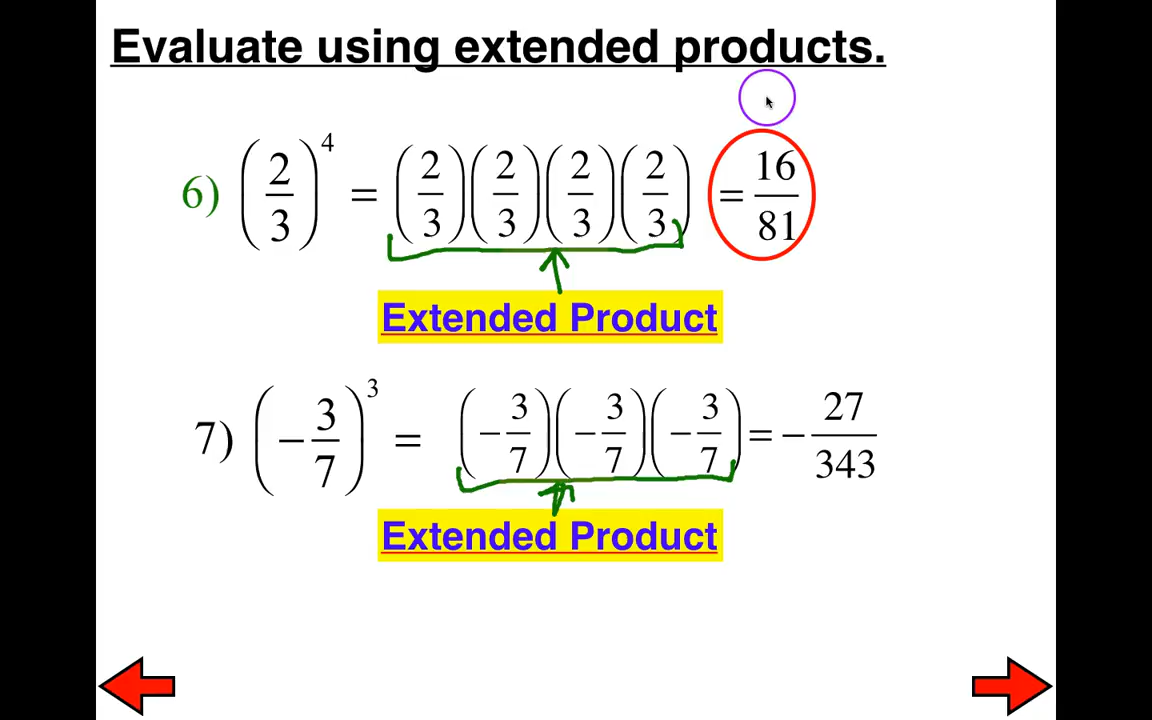 Evaluate using extended products.
6) (2/3)^4 = (2/3)(2/3)(2/3)(2/3) = 16/81
Extended Product
7) (-3/7)^3 = (-3/7)(-3/7)(-3/7) = -27/343
Extended Product